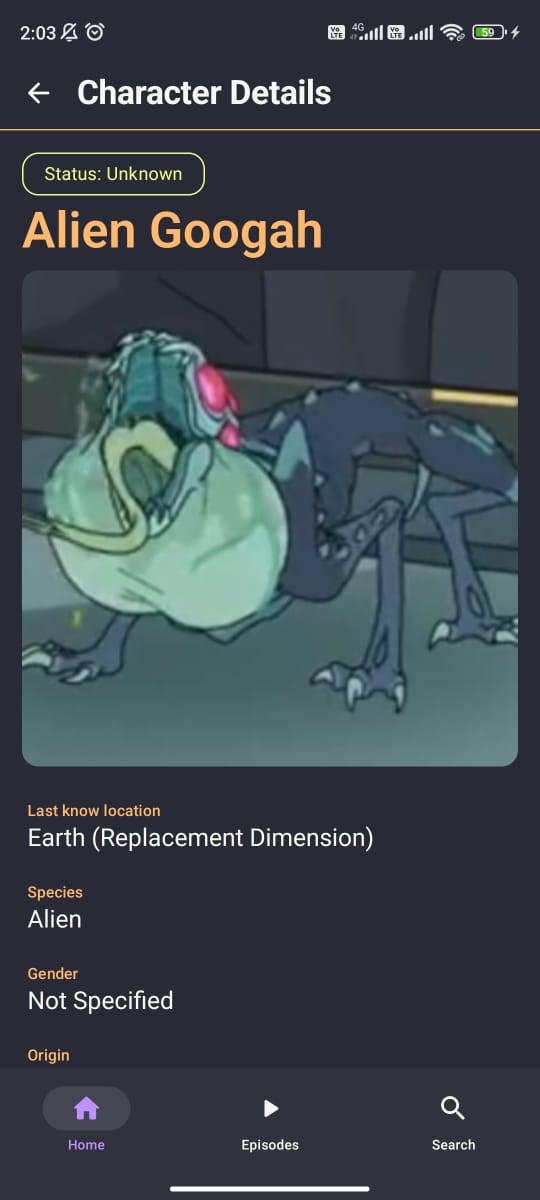 2:03
Vo LTE 4G Vo LTE 59
Character Details
Status: Unknown
Alien Googah
Last know location
Earth (Replacement Dimension)
Species
Alien
Gender
Not Specified
Origin
Home Episodes Search